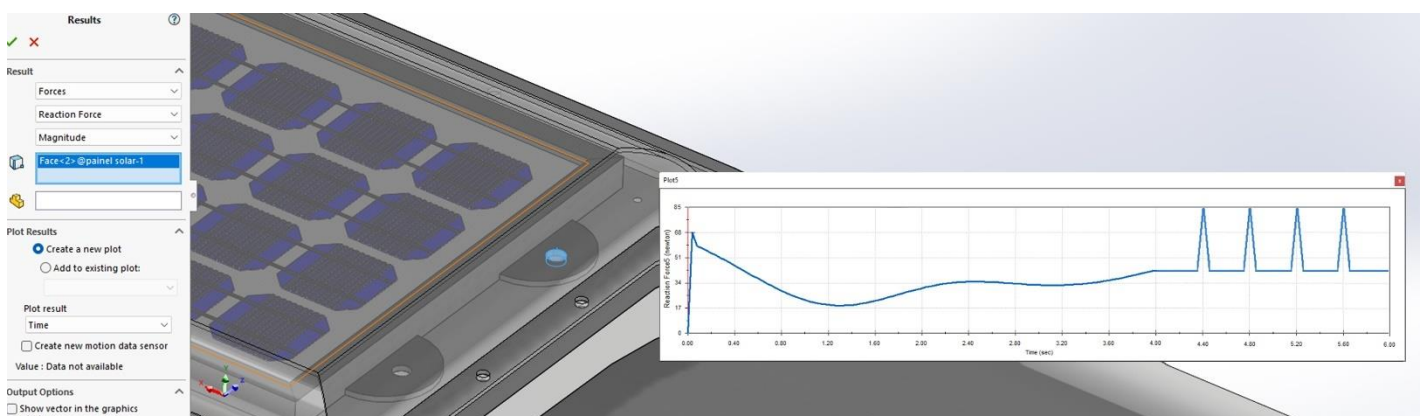 Results
Result
Forces
Reaction Force
Magnitude
Face<2>@painel solar-1
Plot Results
Create a new plot
Add to existing plot:
Plot result
Time
Create new motion data sensor
Value : Data not available
Output Options
Show vector in the graphics
Plot5
Reaction Force5 (newton)
85
68
51
34
17
0
0.00 0.40 0.80 1.20 1.60 2.00 2.40 2.80 3.20 3.60 4.00 4.40 4.80 5.20 5.60 6.00
Time (sec)
X Y Z